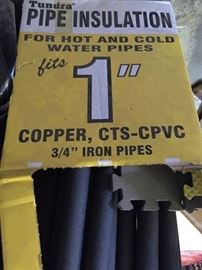 Tundra®
PIPE INSULATION
FOR HOT AND COLD
WATER PIPES
fits
1"
COPPER, CTS-CPVC
3/4" IRON PIPES